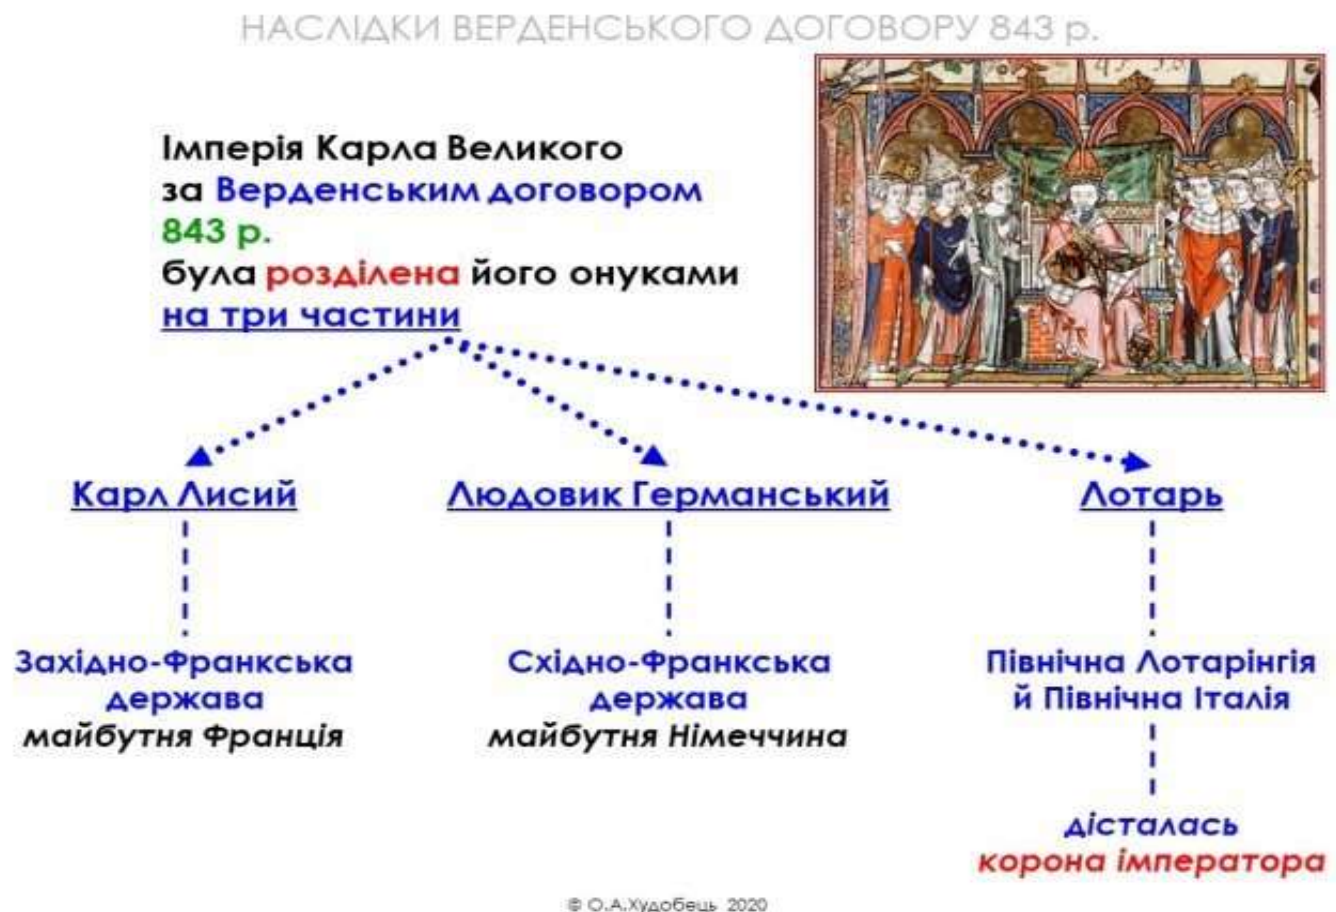 НАСЛІДКИ ВЕРДЕНСЬКОГО ДОГОВОРУ 843 р.
Імперія Карла Великого
за Верденським договором
843 р.
була розділена його онуками
на три частини
Карл Лисий
Людовик Германський
Лотарь
Західно-Франкська
держава
майбутня Франція
Східно-Франкська
держава
майбутня Німеччина
Північна Лотарінгія
й Північна Італія
дісталась
корона імператора
© О.А.Худобець 2020